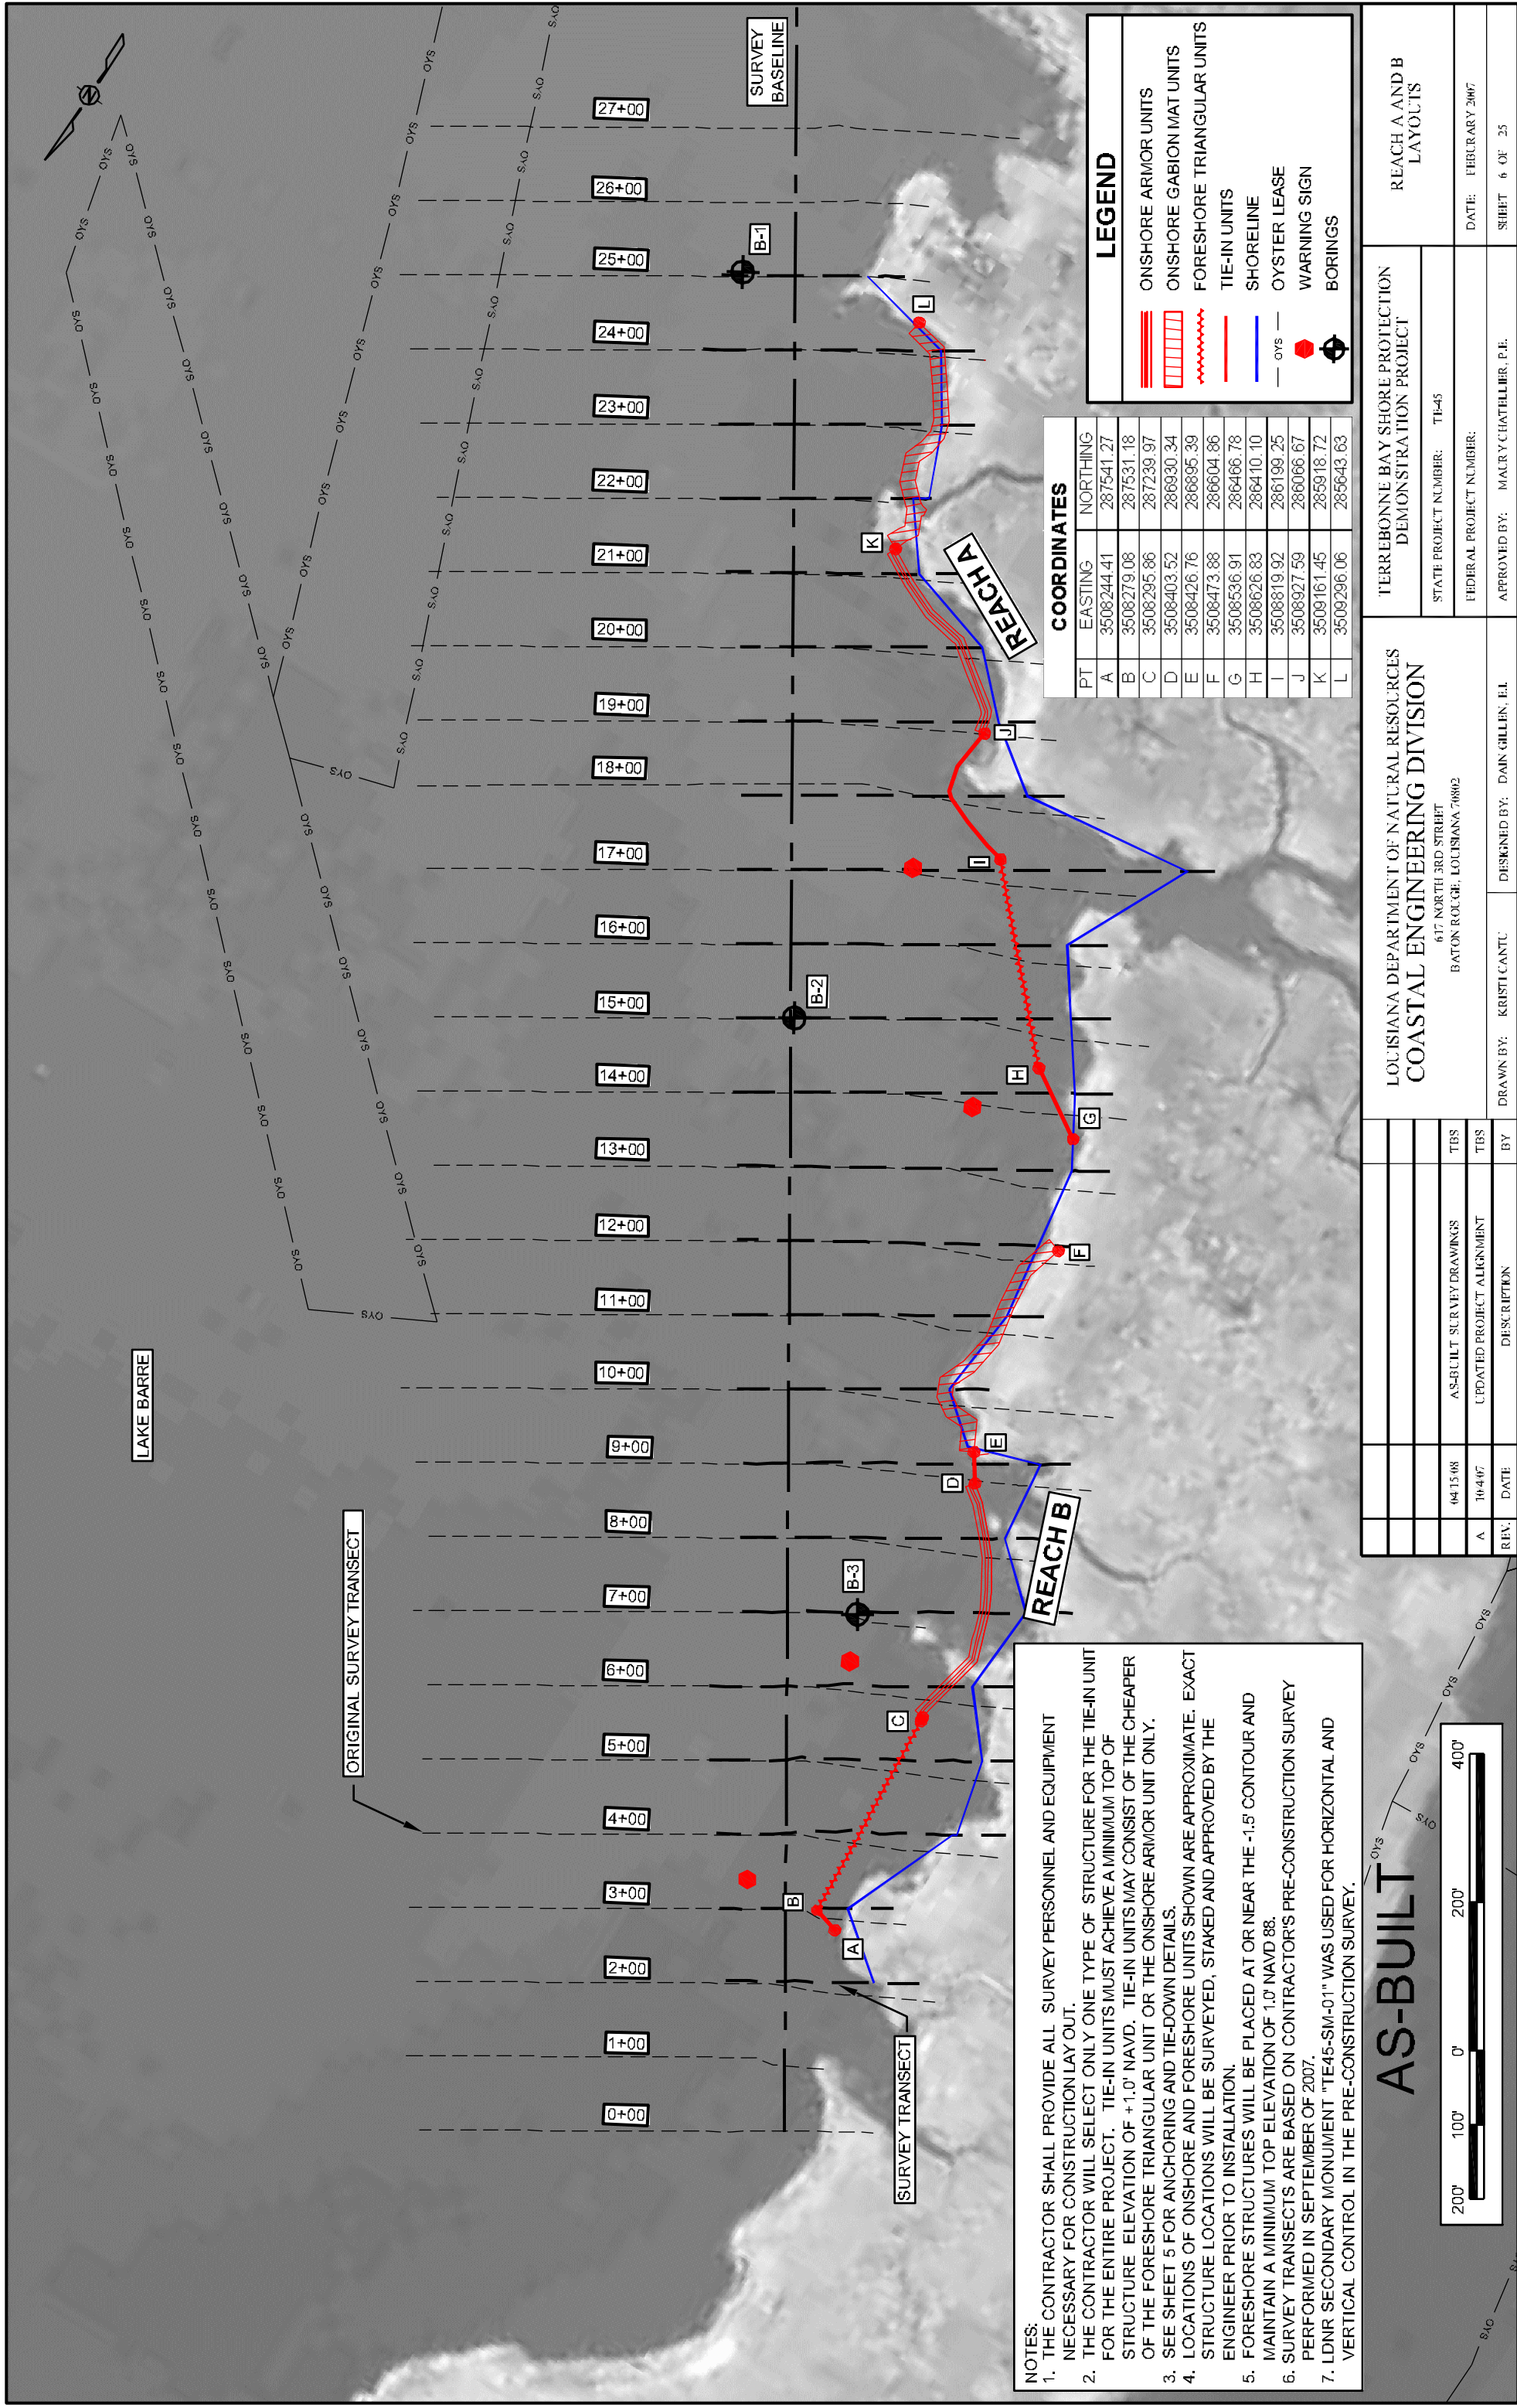 LAKE BARRE
ORIGINAL SURVEY TRANSECT
SURVEY
BASELINE
0+00
1+00
2+00
3+00
4+00
5+00
6+00
7+00
8+00
9+00
10+00
11+00
12+00
13+00
14+00
15+00
16+00
17+00
18+00
19+00
20+00
21+00
22+00
23+00
24+00
25+00
26+00
27+00
B-3
B-2
B-1
A
B
C
D
E
F
G
H
I
J
K
L
SURVEY TRANSECT
REACH B
REACH A
NOTES:
1. THE CONTRACTOR SHALL PROVIDE ALL SURVEY PERSONNEL AND EQUIPMENT
NECESSARY FOR CONSTRUCTION LAY OUT.
2. THE CONTRACTOR WILL SELECT ONLY ONE TYPE OF STRUCTURE FOR THE TIE-IN UNIT
FOR THE ENTIRE PROJECT. TIE-IN UNITS MUST ACHIEVE A MINIMUM TOP OF
STRUCTURE ELEVATION OF +1.0' NAVD. TIE-IN UNITS MAY CONSIST OF THE CHEAPER
OF THE FORESHORE TRIANGULAR UNIT OR THE ONSHORE ARMOR UNIT ONLY.
3. SEE SHEET 5 FOR ANCHORING AND TIE-DOWN DETAILS.
4. LOCATIONS OF ONSHORE AND FORESHORE UNITS SHOWN ARE APPROXIMATE. EXACT
STRUCTURE LOCATIONS WILL BE SURVEYED, STAKED AND APPROVED BY THE
ENGINEER PRIOR TO INSTALLATION.
5. FORESHORE STRUCTURES WILL BE PLACED AT OR NEAR THE -1.5' CONTOUR AND
MAINTAIN A MINIMUM TOP ELEVATION OF 1.0' NAVD 88.
6. SURVEY TRANSECTS ARE BASED ON CONTRACTOR'S PRE-CONSTRUCTION SURVEY
PERFORMED IN SEPTEMBER OF 2007.
7. LDNR SECONDARY MONUMENT "TE45-SM-01" WAS USED FOR HORIZONTAL AND
VERTICAL CONTROL IN THE PRE-CONSTRUCTION SURVEY.
AS-BUILT
200' 100' 0' 200' 400'
COORDINATES
PT EASTING NORTHING
A 3508244.41 287541.27
B 3508279.08 287531.18
C 3508295.86 287239.97
D 3508403.52 286930.34
E 3508426.76 286895.39
F 3508473.88 286604.86
G 3508536.91 286466.78
H 3508626.83 286410.10
I 3508819.92 286199.25
J 3508927.59 286066.67
K 3509161.45 285918.72
L 3509296.06 285643.63
LEGEND
ONSHORE ARMOR UNITS
ONSHORE GABION MAT UNITS
FORESHORE TRIANGULAR UNITS
TIE-IN UNITS
SHORELINE
OYS OYSTER LEASE
WARNING SIGN
BORINGS
04/15/08 AS-BUILT SURVEY DRAWINGS TBS
A 10/4/07 UPDATED PROJECT ALIGNMENT TBS
REV. DATE DESCRIPTION BY
LOUISIANA DEPARTMENT OF NATURAL RESOURCES
COASTAL ENGINEERING DIVISION
617 NORTH 3RD STREET
BATON ROUGE, LOUISIANA 70802
DRAWN BY: KRISTI CANTU DESIGNED BY: DAIN GILLEN, E.I.
TERREBONNE BAY SHORE PROTECTION
DEMONSTRATION PROJECT
STATE PROJECT NUMBER: TE-45
FEDERAL PROJECT NUMBER:
APPROVED BY: MAURY CHATELLIER, P.E.
REACH A AND B
LAYOUTS
DATE: FEBURARY 2007
SHEET 6 OF 25